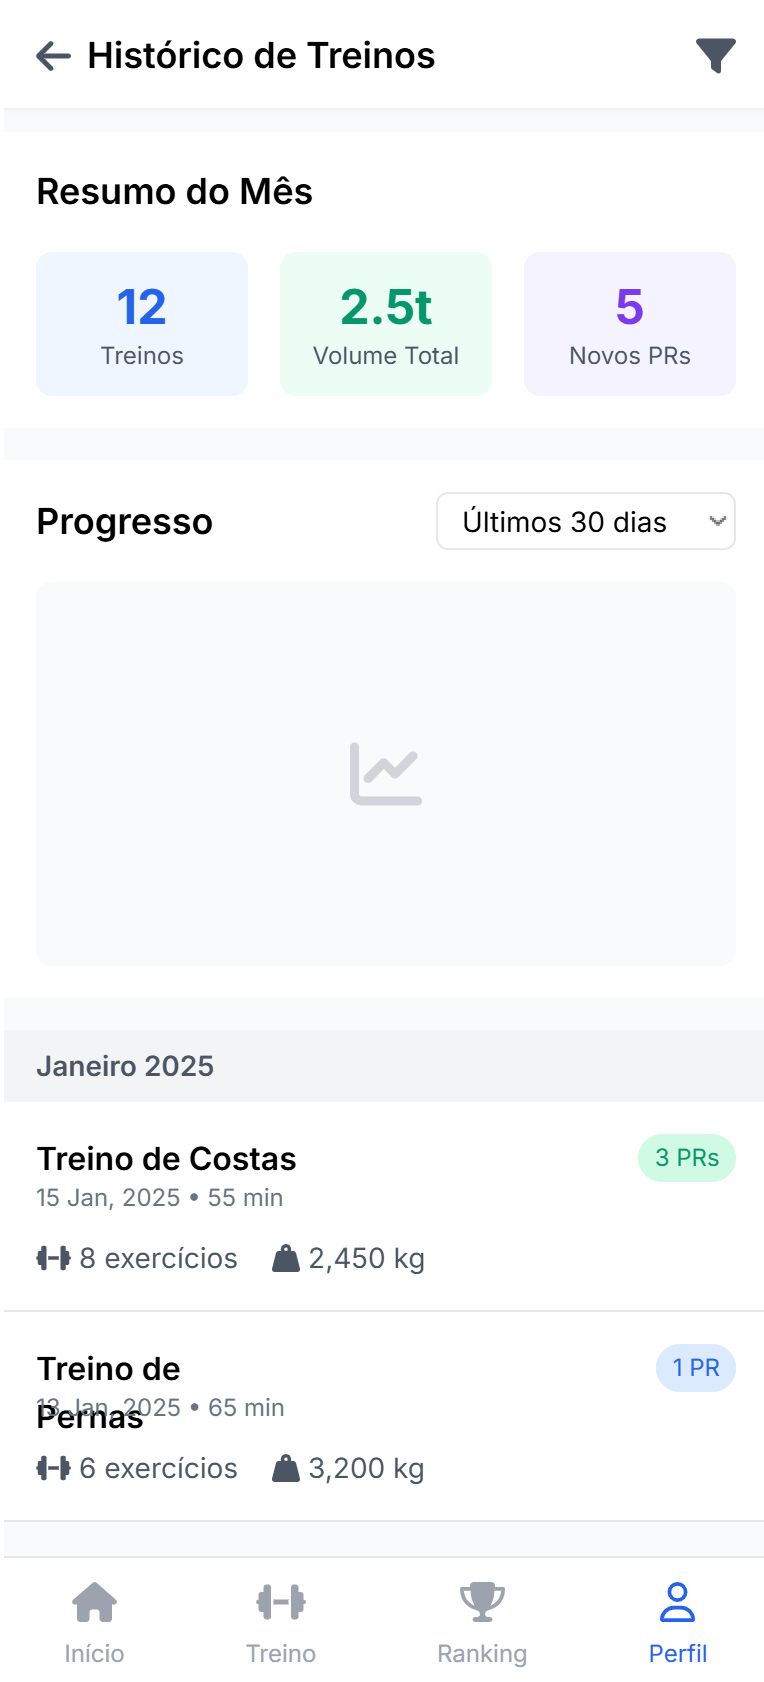 Histórico de Treinos
Resumo do Mês
12
Treinos
2.5t
Volume Total
5
Novos PRs
Progresso
Últimos 30 dias
Janeiro 2025
Treino de Costas
3 PRs
15 Jan, 2025 • 55 min
8 exercícios
2,450 kg
Treino de
Pernas
1 PR
13 Jan, 2025 • 65 min
6 exercícios
3,200 kg
Início
Treino
Ranking
Perfil